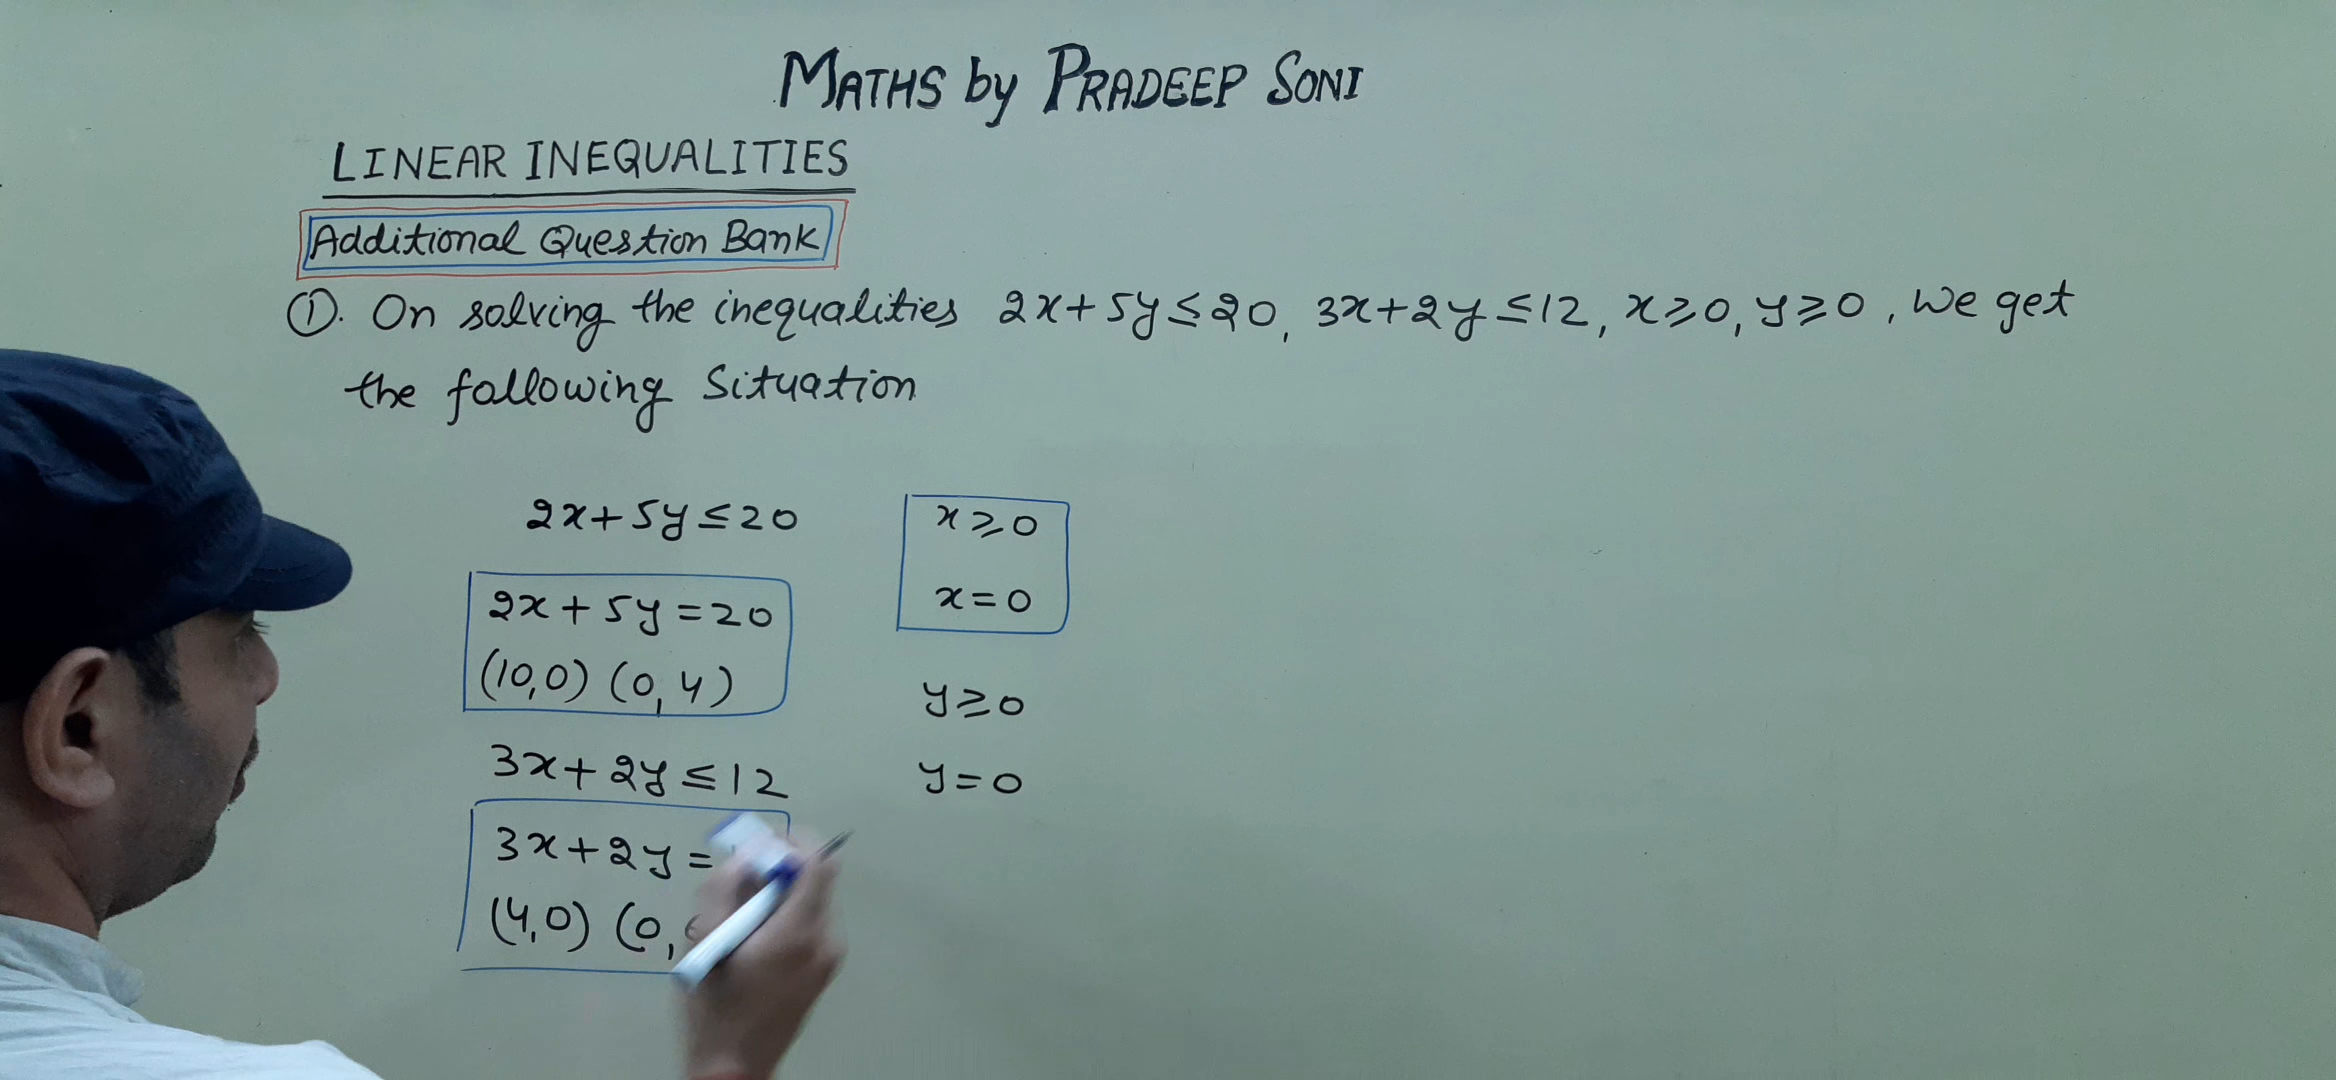 MATHS by PRADEEP SONI
LINEAR INEQUALITIES
Additional Question Bank
①. On solving the inequalities 2x+5y≤20, 3x+2y≤12, x≥0, y≥0, we get
the following Situation
2x+5y≤20
2x+5y=20
(10,0) (0,4)
3x+2y≤12
3x+2y=
(4,0) (0,
x≥0
x=0
y≥0
y=0